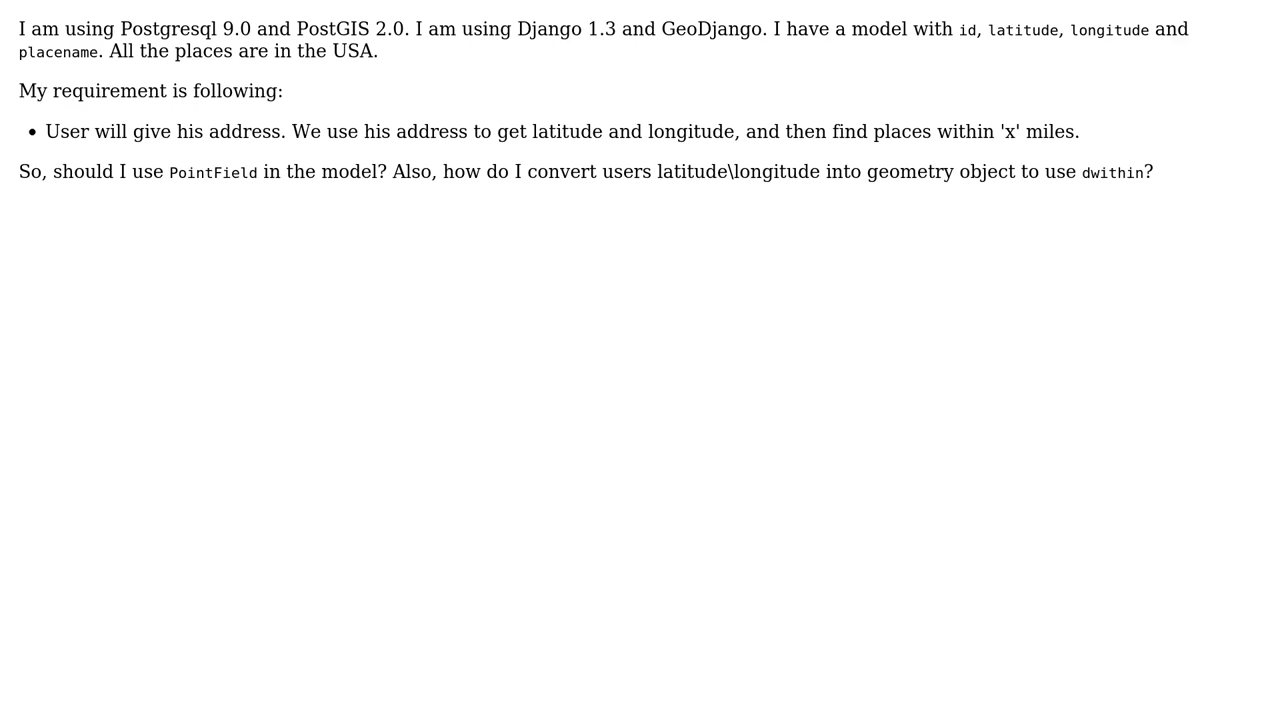 I am using Postgresql 9.0 and PostGIS 2.0. I am using Django 1.3 and GeoDjango. I have a model with id, latitude, longitude and
placename. All the places are in the USA.
My requirement is following:
• User will give his address. We use his address to get latitude and longitude, and then find places within 'x' miles.
So, should I use PointField in the model? Also, how do I convert users latitude\longitude into geometry object to use dwithin?